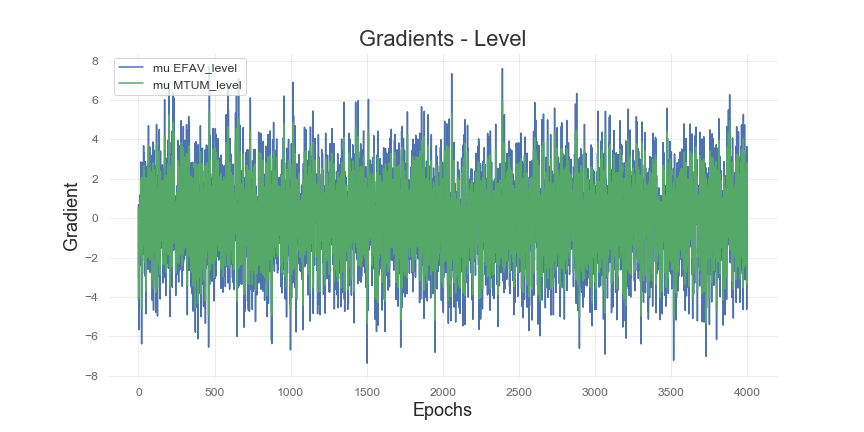 Gradients - Level
mu EFAV_level
mu MTUM_level
Gradient
8
6
4
2
0
−2
−4
−6
−8
0 500 1000 1500 2000 2500 3000 3500 4000
Epochs